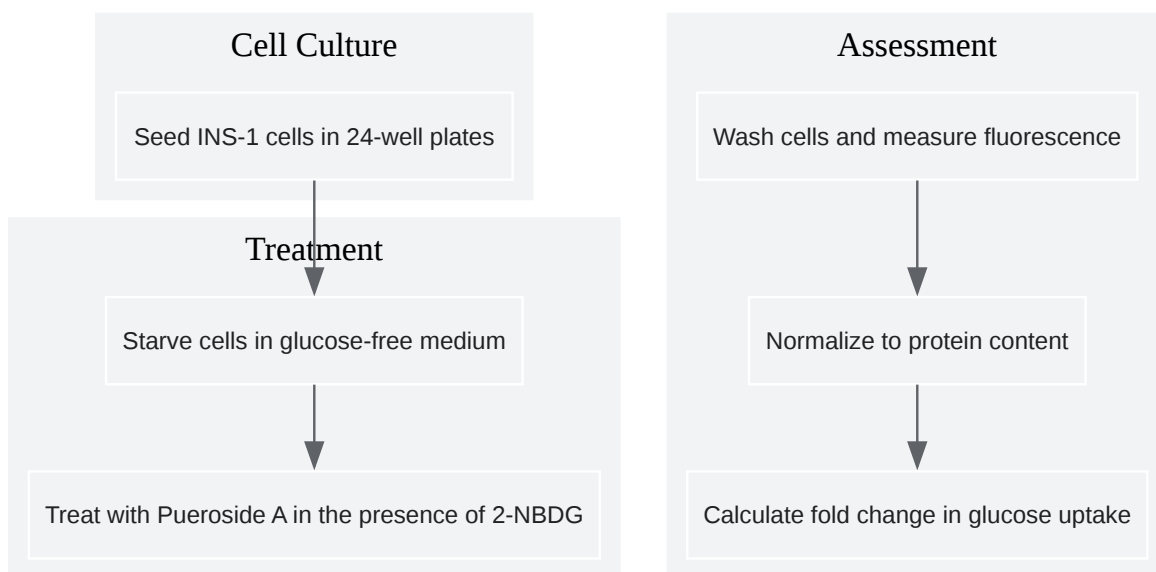 Cell Culture
Seed INS-1 cells in 24-well plates
Treatment
Starve cells in glucose-free medium
Treat with Pueroside A in the presence of 2-NBDG
Assessment
Wash cells and measure fluorescence
Normalize to protein content
Calculate fold change in glucose uptake